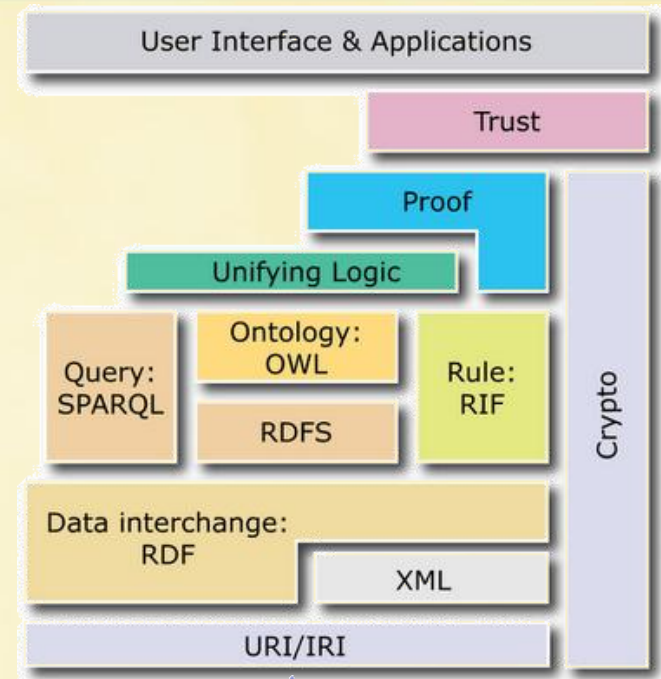 User Interface & Applications
Trust
Proof
Unifying Logic
Query:
SPARQL
Ontology:
OWL
RDFS
Rule:
RIF
Crypto
Data interchange:
RDF
XML
URI/IRI